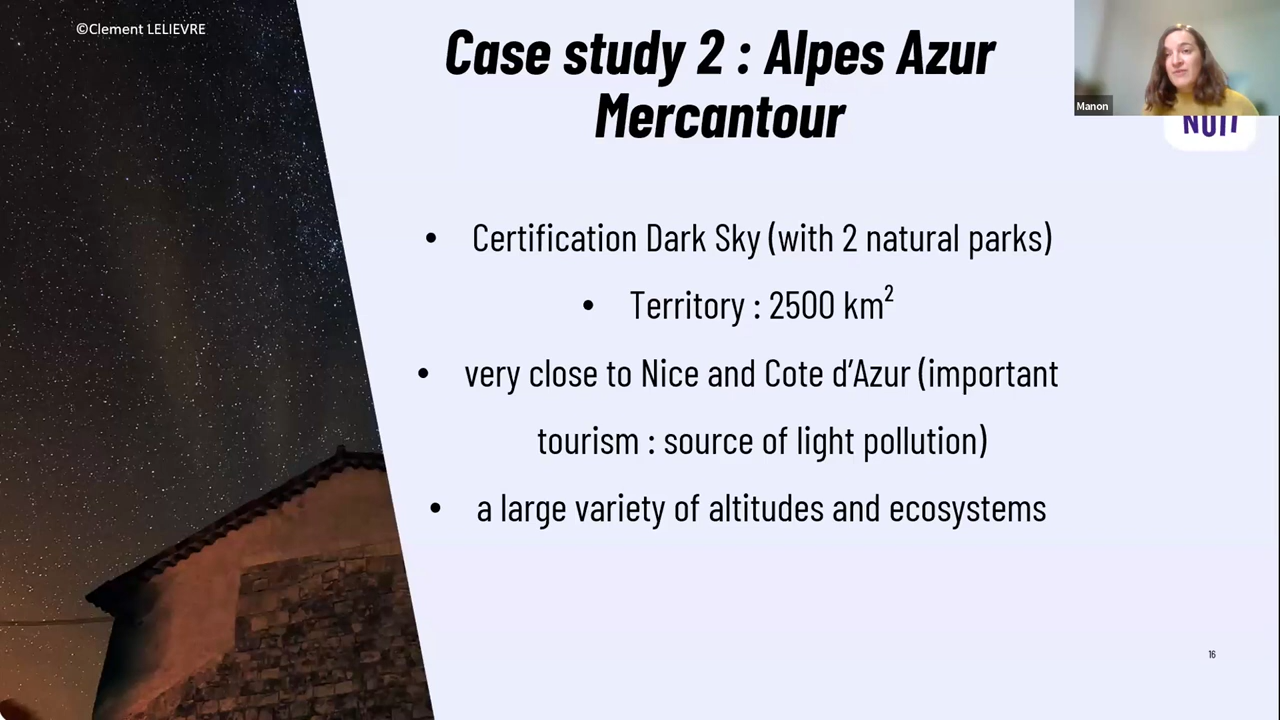 ©Clement LELIEVRE
Case study 2 : Alpes Azur
Mercantour
Manon
NUIT
• Certification Dark Sky (with 2 natural parks)
• Territory : 2500 km²
• very close to Nice and Cote d’Azur (important
tourism : source of light pollution)
• a large variety of altitudes and ecosystems
16